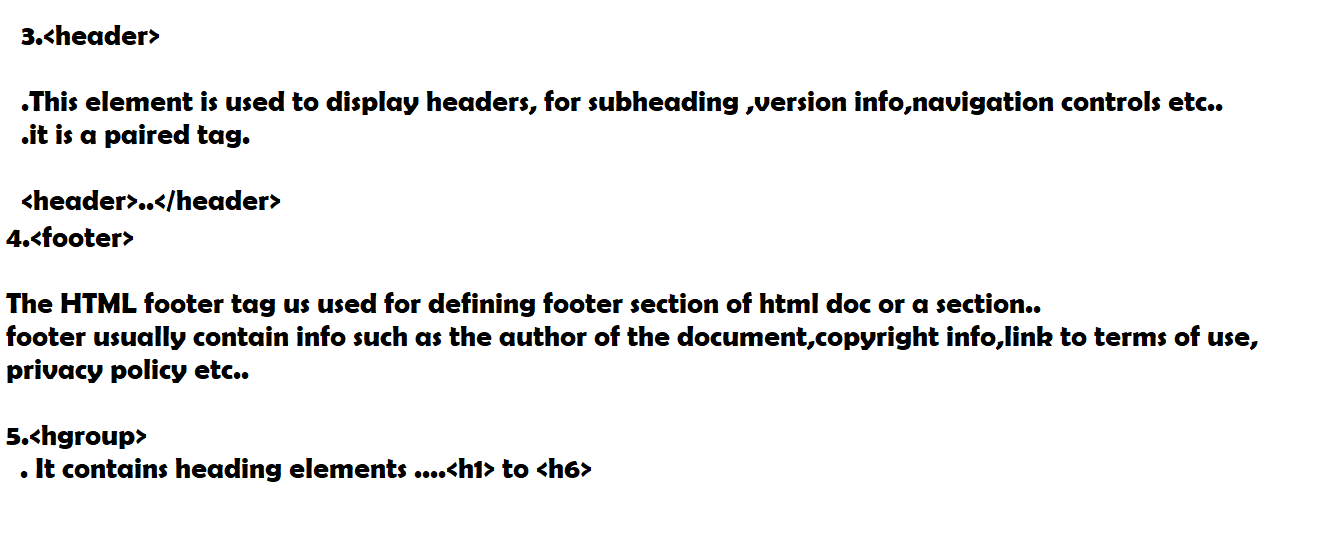 3.<header>
.This element is used to display headers, for subheading ,version info,navigation controls etc..
.it is a paired tag.
<header>..</header>
4.<footer>
The HTML footer tag us used for defining footer section of html doc or a section..
footer usually contain info such as the author of the document,copyright info,link to terms of use,
privacy policy etc..
5.<hgroup>
. It contains heading elements ....<h1> to <h6>